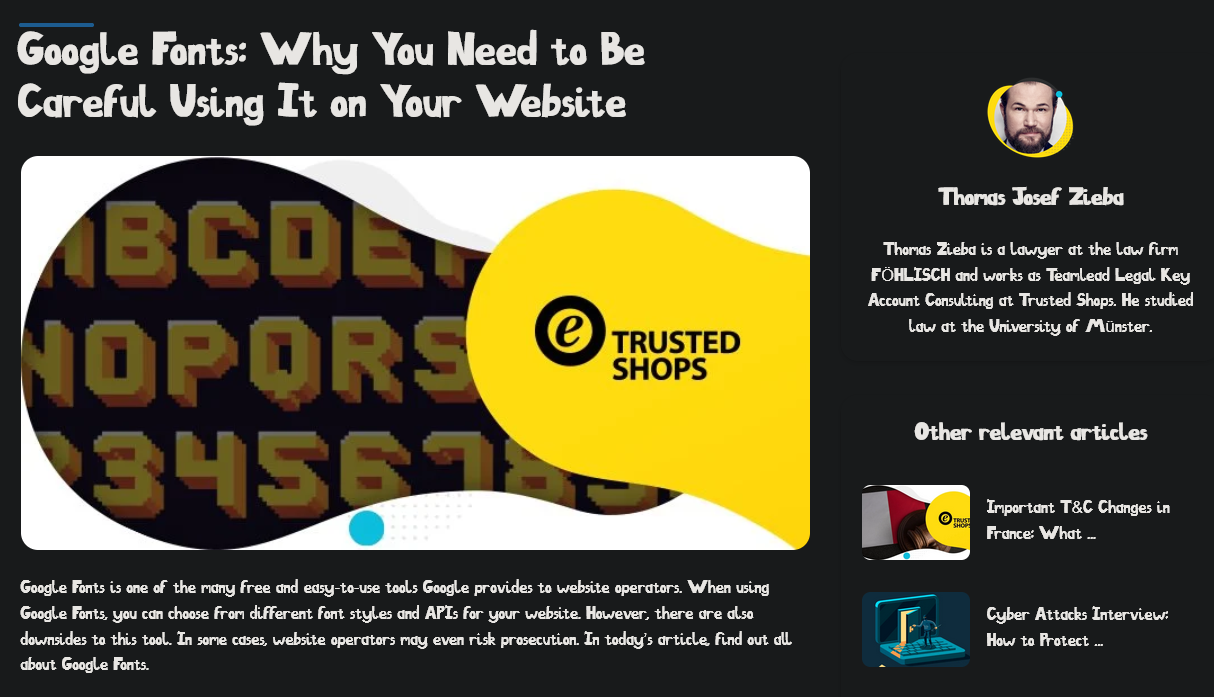 Google Fonts: Why You Need to Be
Careful Using It on Your Website
ABCDEF
NOPQRS
234567890
TRUSTED
SHOPS
Google Fonts is one of the many free and easy-to-use tools Google provides to website operators. When using
Google Fonts, you can choose from different font styles and APIs for your website. However, there are also
downsides to this tool. In some cases, website operators may even risk prosecution. In today's article, find out all
about Google Fonts.
Thomas Josef Zieba
Thomas Zieba is a lawyer at the law firm
FÖHLISCH and works as Teamlead Legal Key
Account Consulting at Trusted Shops. He studied
law at the University of Münster.
Other relevant articles
Important T&C Changes in
France: What ...
Cyber Attacks Interview:
How to Protect ...